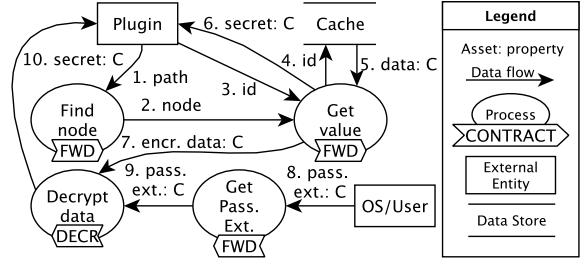 Plugin
6. secret: C
Cache
Legend
10. secret: C
4. id
5. data: C
Asset: property
Data flow
1. path
3. id
Find
node
FWD
2. node
Get
value
FWD
Process
CONTRACT
7. encr. data: C
9. pass.
ext.: C
8. pass.
ext.: C
External
Entity
Decrypt
data
DECR
Get
Pass.
Ext.
FWD
OS/User
Data Store